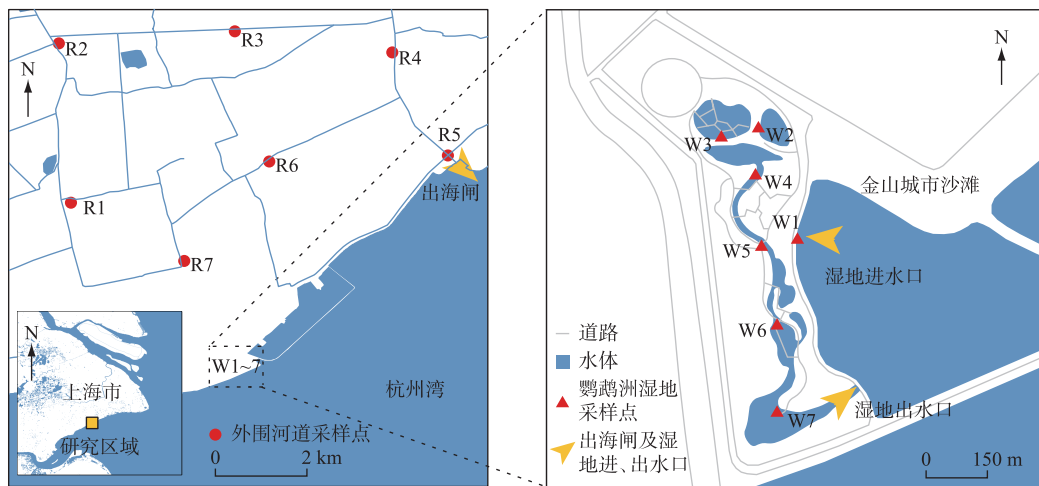 R2
R3
R4
N
R5
R6
出海闸
R1
R7
N
上海市
研究区域
W1~7
杭州湾
外围河道采样点
0 2 km
N
W2
W3
W4
金山城市沙滩
W1
W5
湿地进水口
W6
道路
水体
鹦鹉洲湿地
采样点
出海闸及湿
地进、出水口
W7
湿地出水口
0 150 m